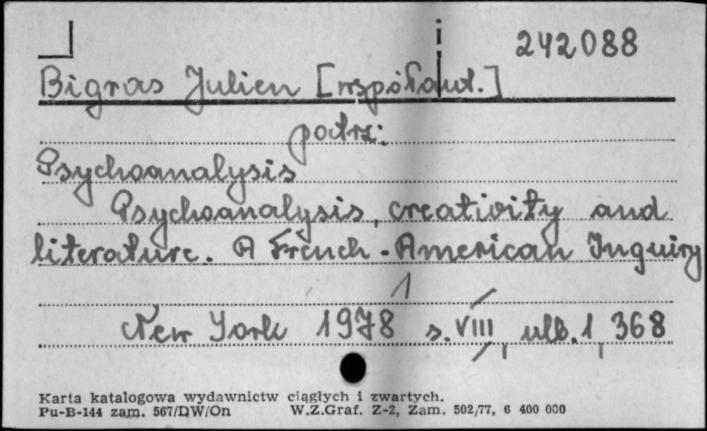 242088
Bigras Julien [współaut.]
patrz:
Psychoanalysis
Psychoanalysis, creativity and
literature. A French-American Inquiry
New York 1978 s. VIII, ulb. 1, 368
Karta katalogowa wydawnictw ciągłych i zwartych.
Pu-B-144 zam. 567/DW/On W.Z.Graf. Z-2, Zam. 502/77, 6 400 000